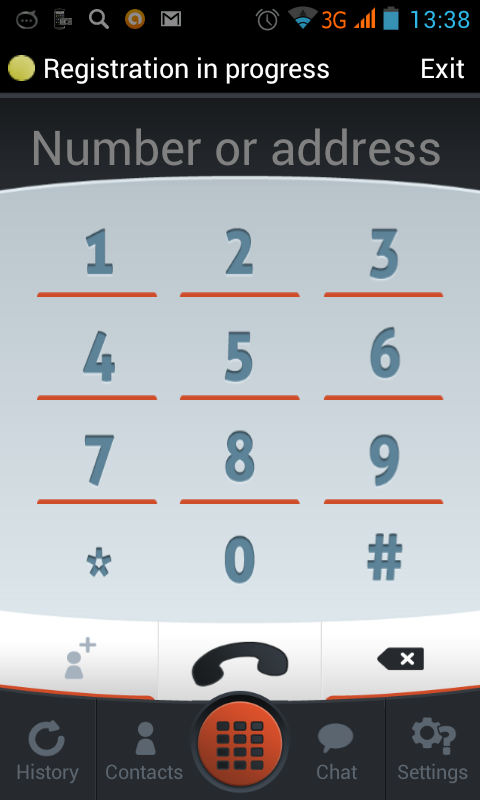 3G 13:38
Registration in progress Exit
Number or address
1 2 3
4 5 6
7 8 9
* 0 #
History Contacts Chat Settings